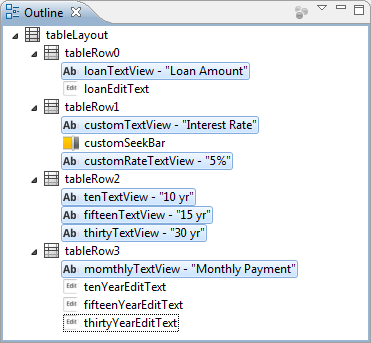 Outline
tableLayout
tableRow0
Ab loanTextView - "Loan Amount"
Edit loanEditText
tableRow1
Ab customTextView - "Interest Rate"
customSeekBar
Ab customRateTextView - "5%"
tableRow2
Ab tenTextView - "10 yr"
Ab fifteenTextView - "15 yr"
Ab thirtyTextView - "30 yr"
tableRow3
Ab momthlyTextView - "Monthly Payment"
Edit tenYearEditText
Edit fifteenYearEditText
Edit thirtyYearEditText